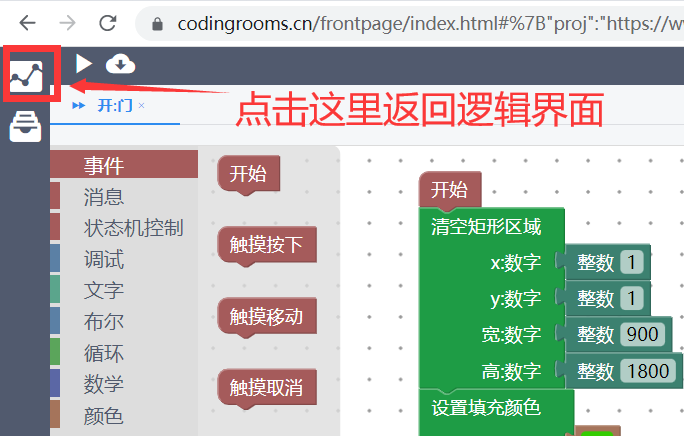 codingrooms.cn/frontpage/index.html#%7B"proj":"https://ww
点击这里返回逻辑界面
开:门 ×
事件
消息
状态机控制
调试
文字
布尔
循环
数学
颜色
开始
触摸按下
触摸移动
触摸取消
开始
清空矩形区域
x:数字 整数 1
y:数字 整数 1
宽:数字 整数 900
高:数字 整数 1800
设置填充颜色